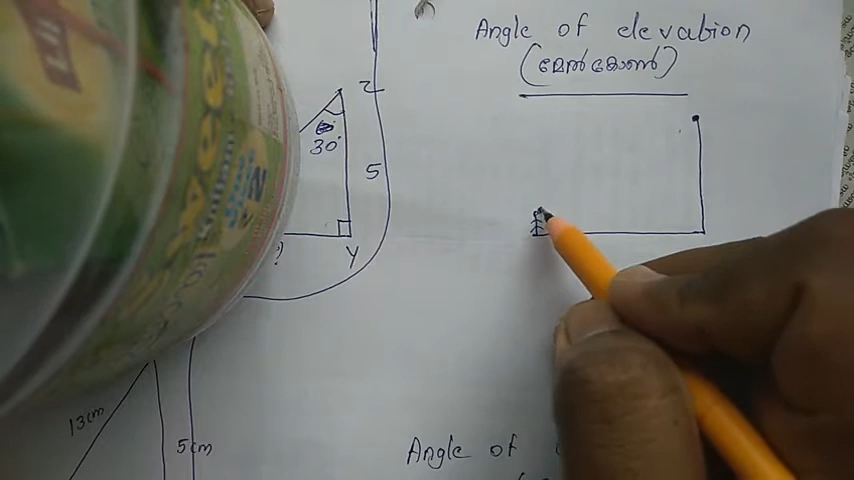 Angle of elevation
(മേൽകോൺ)
Z
30°
5
?
Y
13cm
5cm
Angle of